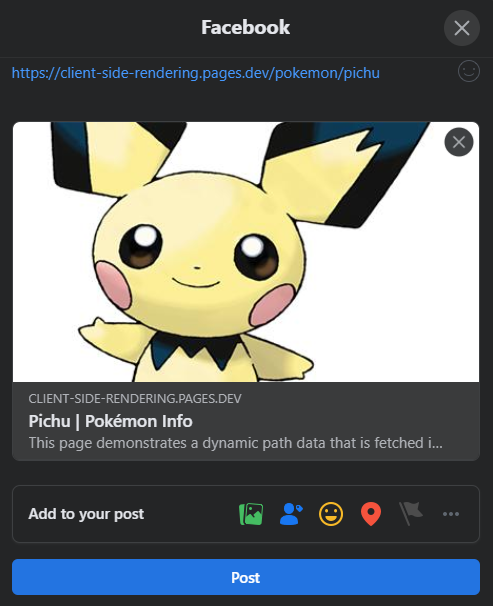 Facebook
https://client-side-rendering.pages.dev/pokemon/pichu
CLIENT-SIDE-RENDERING.PAGES.DEV
Pichu | Pokémon Info
This page demonstrates a dynamic path data that is fetched i...
Add to your post
Post